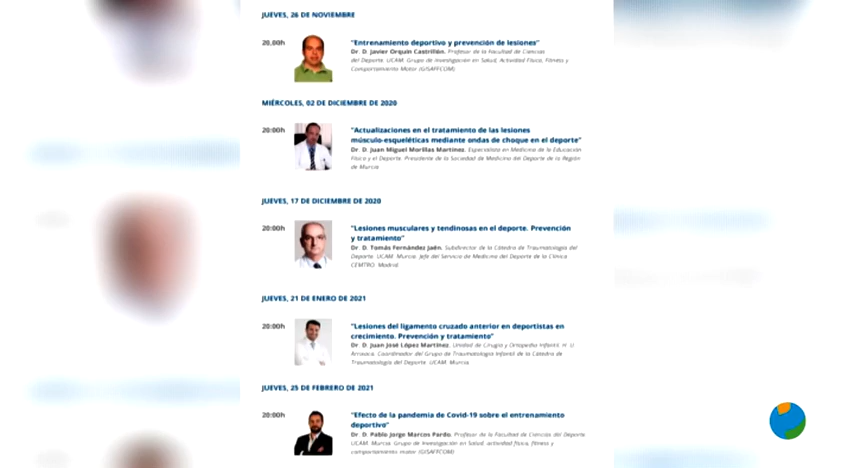 JUEVES, 26 DE NOVIEMBRE
20,00h
"Entrenamiento deportivo y prevención de lesiones"
Dr. D. Javier Orquín Castrillón. Profesor de la Facultad de Ciencias
del Deporte. UCAM. Grupo de investigación en Salud, Actividad Física, Fitness y
Comportamiento Motor (GISAFFCOM)
MIÉRCOLES, 02 DE DICIEMBRE DE 2020
20:00h
"Actualizaciones en el tratamiento de las lesiones
músculo-esqueléticas mediante ondas de choque en el deporte"
Dr. D. Juan Miguel Morillas Martínez. Especialista en Medicina de la Educación
Física y el Deporte. Presidente de la Sociedad de Medicina del Deporte de la Región
de Murcia
JUEVES, 17 DE DICIEMBRE DE 2020
20:00h
"Lesiones musculares y tendinosas en el deporte. Prevención
y tratamiento"
Dr. D. Tomás Fernández Jaén. Subdirector de la Cátedra de Traumatología del
Deporte. UCAM. Murcia. Jefe del Servicio de Medicina del Deporte de la Clínica
CEMTRO. Madrid
JUEVES, 21 DE ENERO DE 2021
20:00h
"Lesiones del ligamento cruzado anterior en deportistas en
crecimiento. Prevención y tratamiento"
Dr. D. Juan José López Martínez. Unidad de Cirugía y Ortopedia Infantil. H. U.
Arrixaca. Coordinador del Grupo de Traumatología Infantil de la Cátedra de
Traumatología del Deporte. UCAM. Murcia
JUEVES, 25 DE FEBRERO DE 2021
20:00h
"Efecto de la pandemia de Covid-19 sobre el entrenamiento
deportivo"
Dr. D. Pablo Jorge Marcos Pardo. Profesor de la Facultad de Ciencias del Deporte
UCAM. Murcia. Grupo de Investigación en Salud, actividad física, fitness y
comportamiento motor (GISAFFCOM)